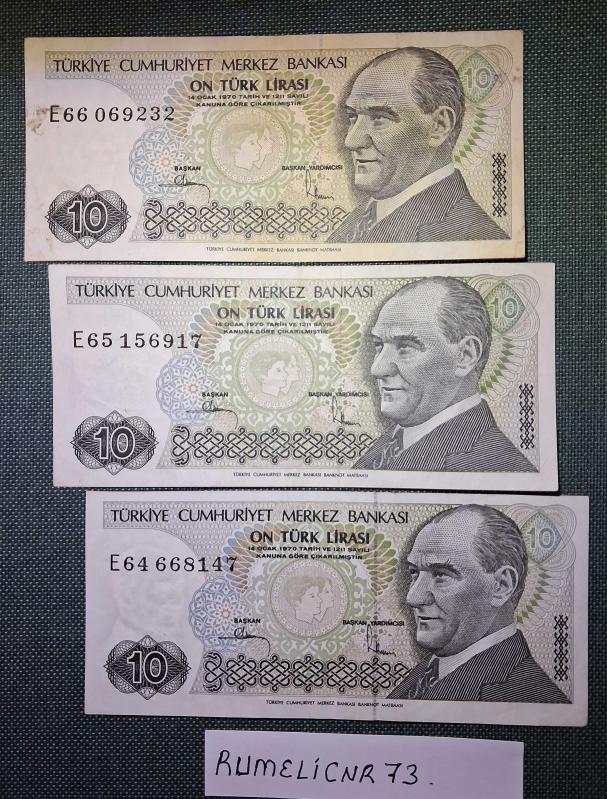 TÜRKİYE CUMHURİYET MERKEZ BANKASI
ON TÜRK LİRASI
14 OCAK 1970 TARİH VE 1211 SAYILI
KANUNA GÖRE ÇIKARILMIŞTIR
10
E66 069232
BAŞKAN BAŞKAN YARDIMCISI
10
TÜRKİYE CUMHURİYET MERKEZ BANKASI BANKNOT MATBAASI
TÜRKİYE CUMHURİYET MERKEZ BANKASI
ON TÜRK LİRASI
14 OCAK 1970 TARİH VE 1211 SAYILI
KANUNA GÖRE ÇIKARILMIŞTIR
10
E65 156917
BAŞKAN BAŞKAN YARDIMCISI
10
TÜRKİYE CUMHURİYET MERKEZ BANKASI BANKNOT MATBAASI
TÜRKİYE CUMHURİYET MERKEZ BANKASI
ON TÜRK LİRASI
14 OCAK 1970 TARİH VE 1211 SAYILI
KANUNA GÖRE ÇIKARILMIŞTIR
10
E64 668147
BAŞKAN BAŞKAN YARDIMCISI
10
TÜRKİYE CUMHURİYET MERKEZ BANKASI BANKNOT MATBAASI
RUMELİCNR 73.